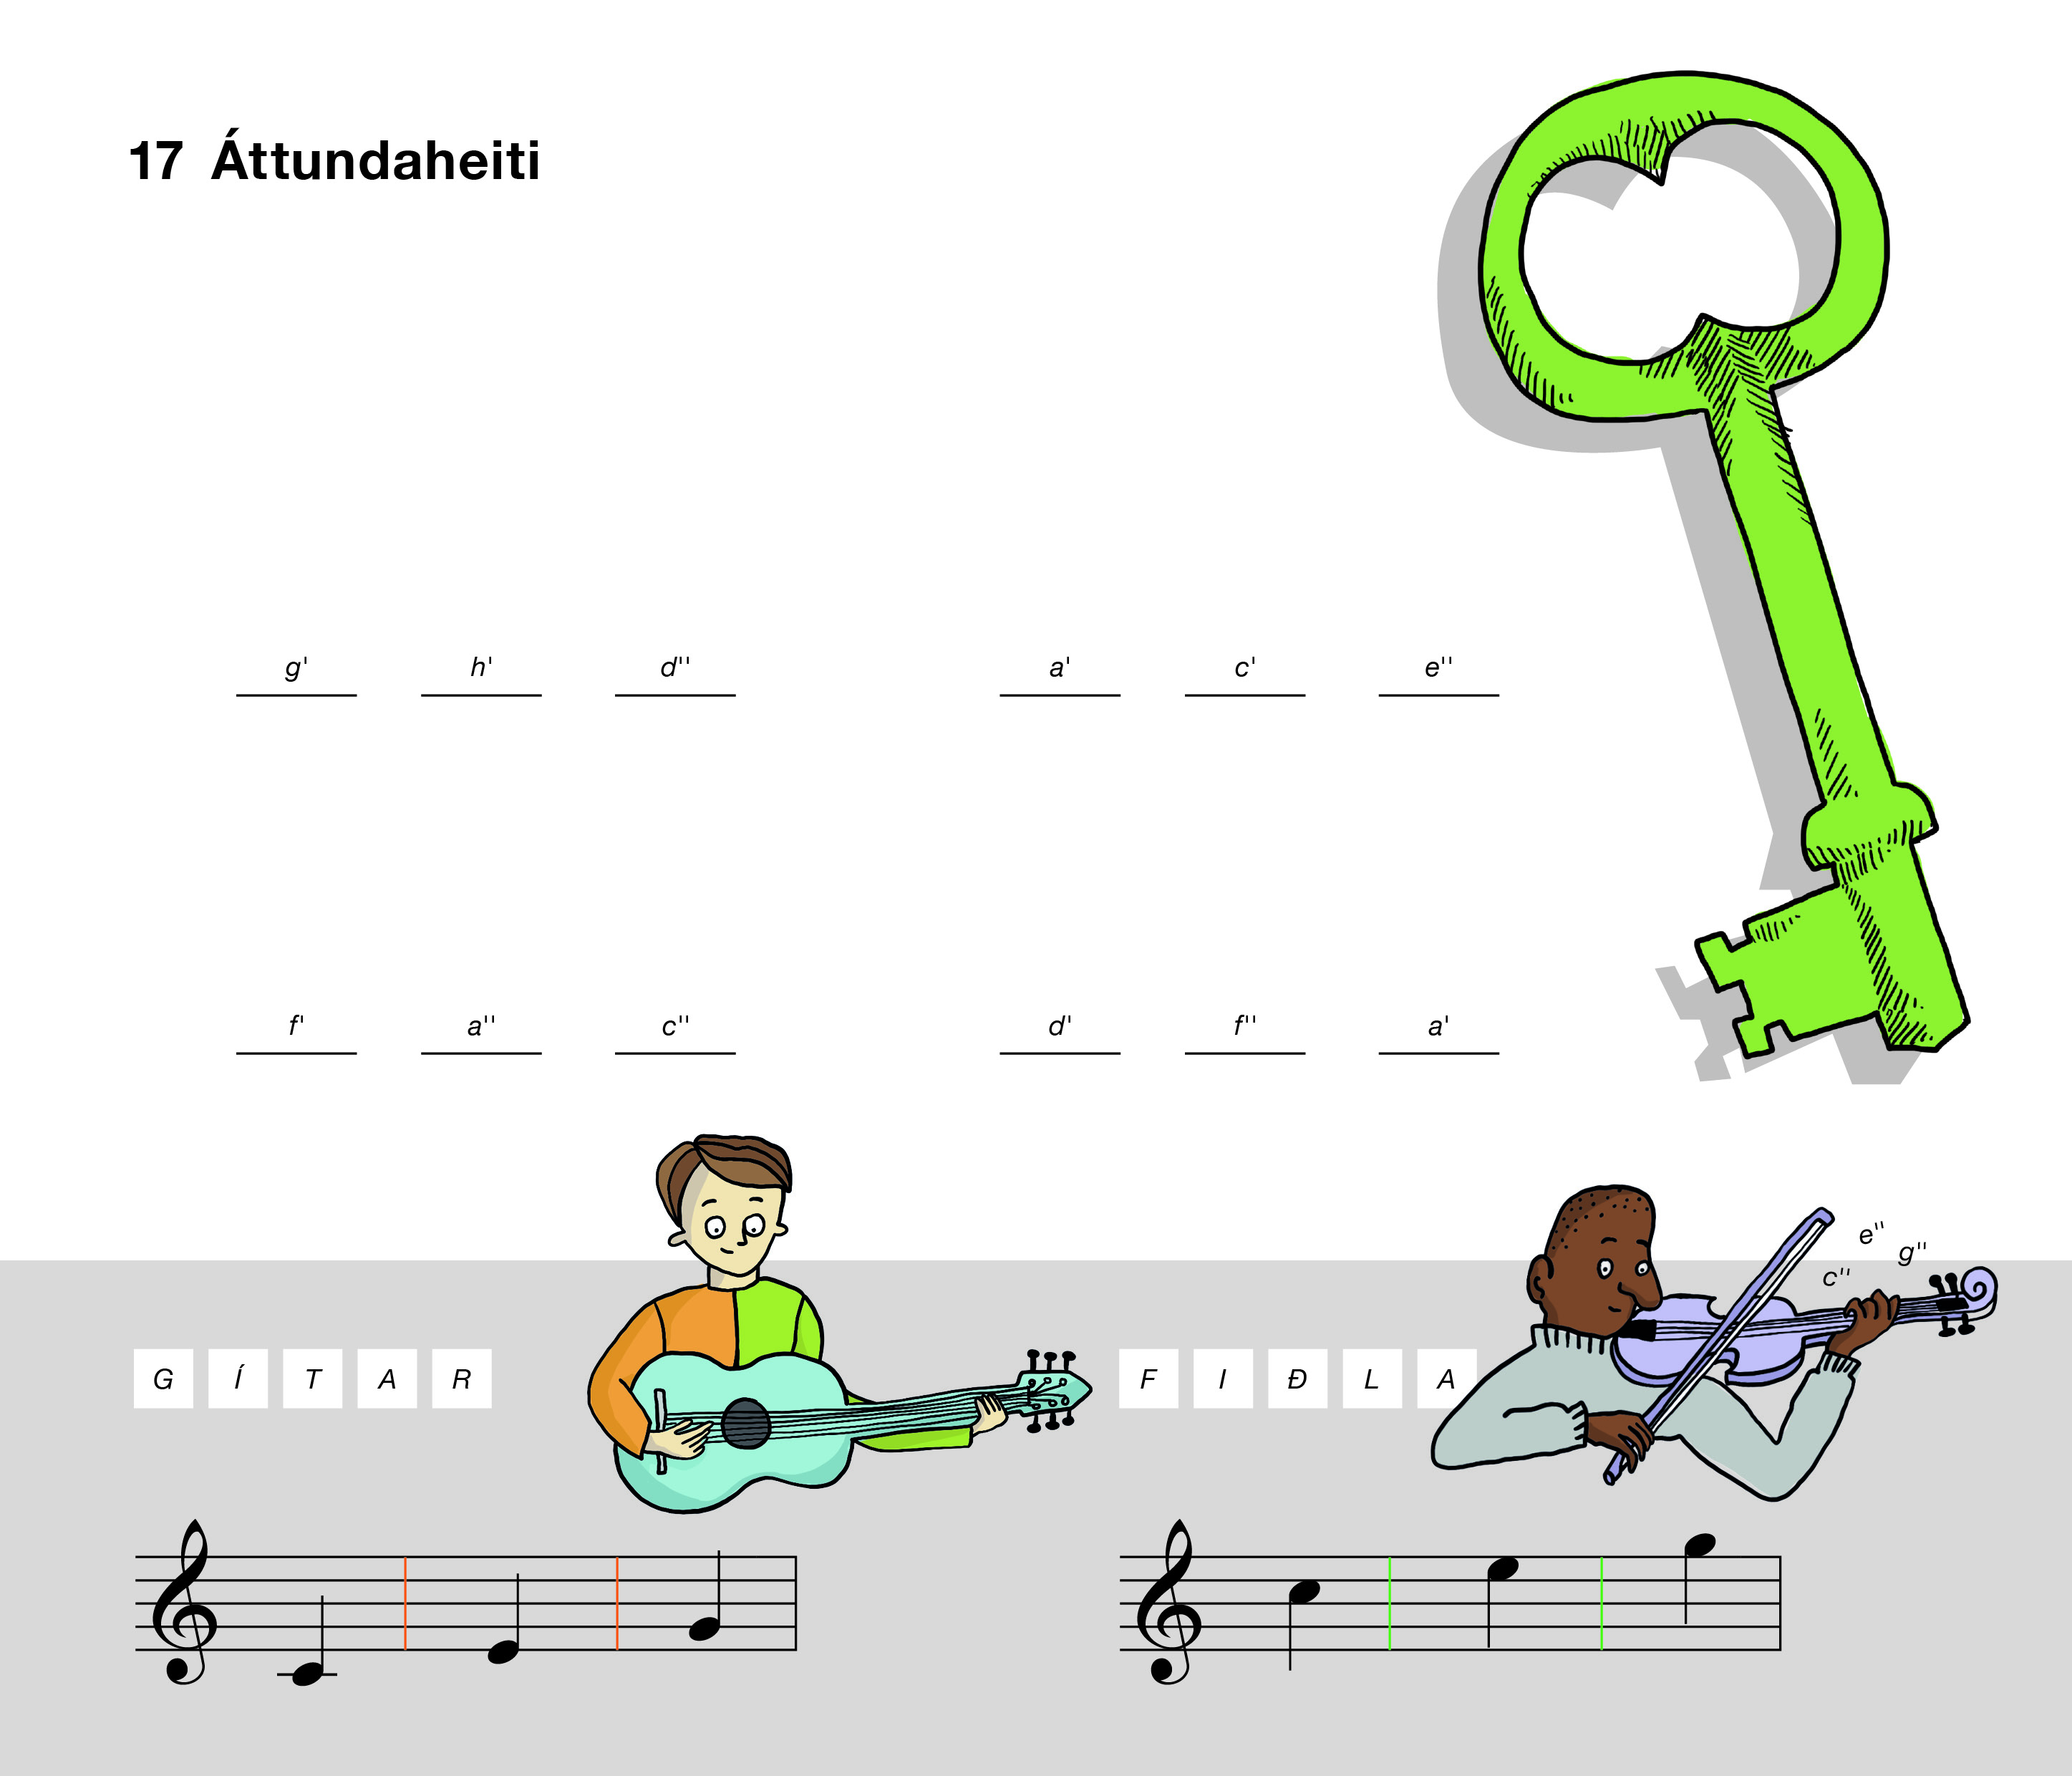 17 Áttundaheiti
g' h' d'' a' c' e''
f' a'' c'' d' f'' a'
e''
g''
c''
G Í T A R F I Ð L A